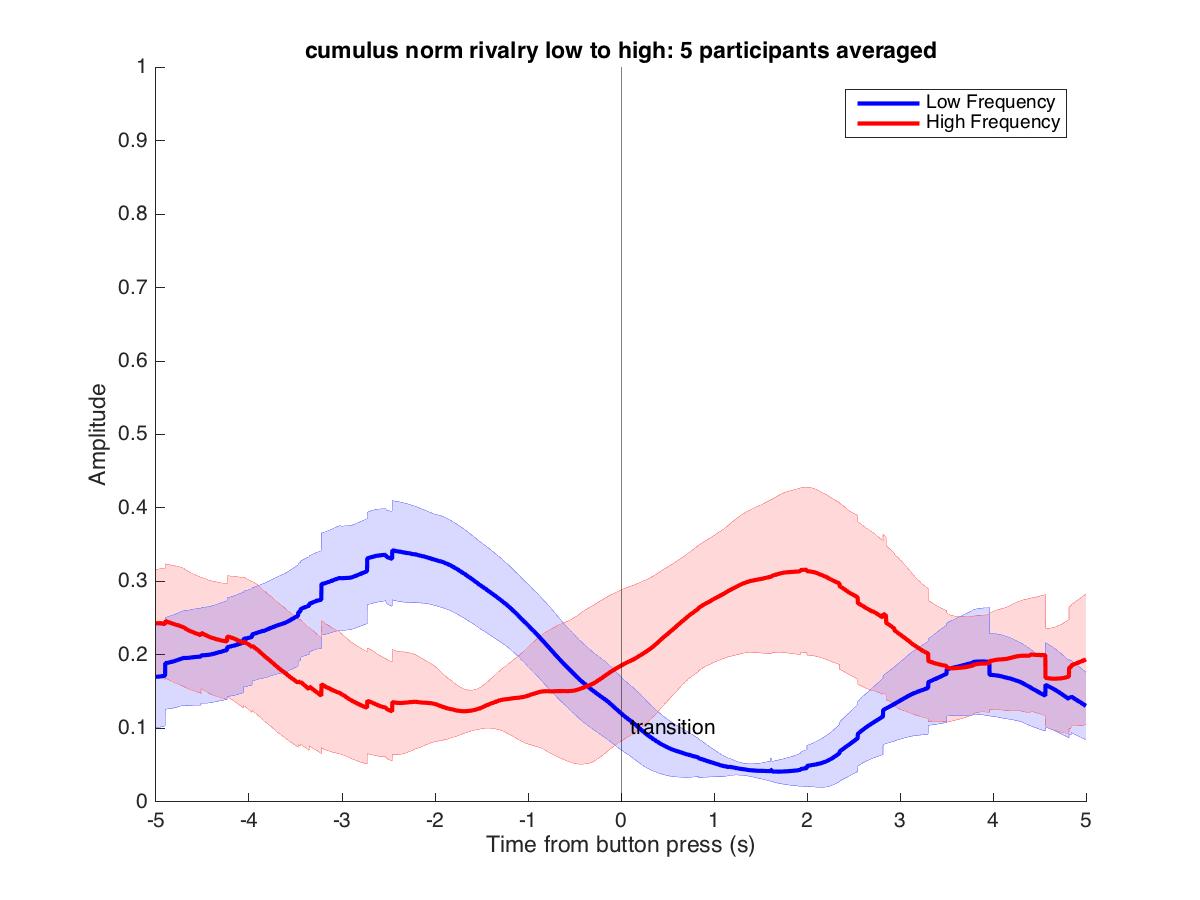 cumulus norm rivalry low to high: 5 participants averaged
1
0.9
0.8
0.7
0.6
0.5
0.4
0.3
0.2
0.1
0
Amplitude
Low Frequency
High Frequency
transition
-5 -4 -3 -2 -1 0 1 2 3 4 5
Time from button press (s)